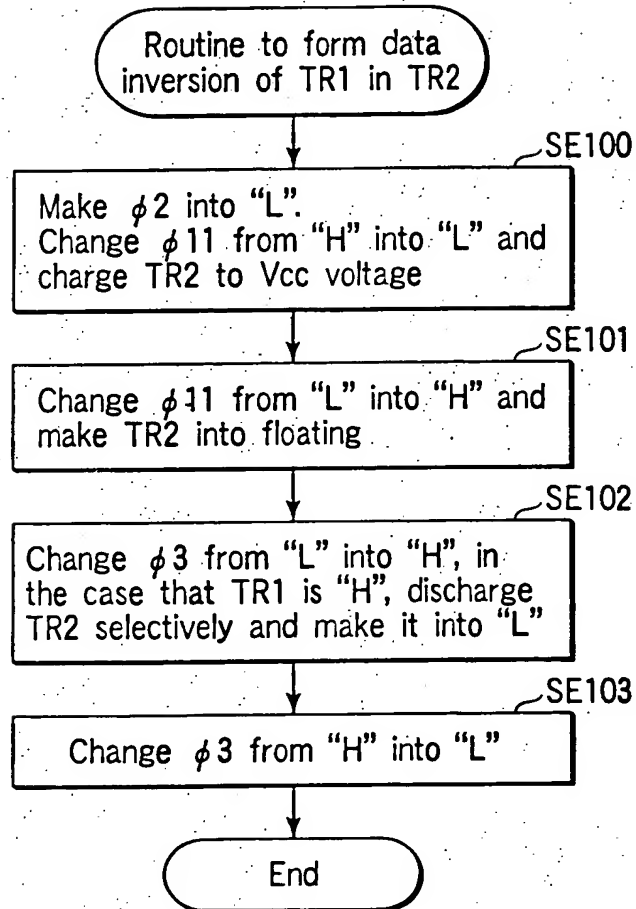 Routine to form data
inversion of TR1 in TR2
SE100
Make ϕ2 into “L”.
Change ϕ11 from “H” into “L” and
charge TR2 to Vcc voltage
SE101
Change ϕ11 from “L” into “H” and
make TR2 into floating
SE102
Change ϕ3 from “L” into “H”, in
the case that TR1 is “H”, discharge
TR2 selectively and make it into “L”
SE103
Change ϕ3 from “H” into “L”
End